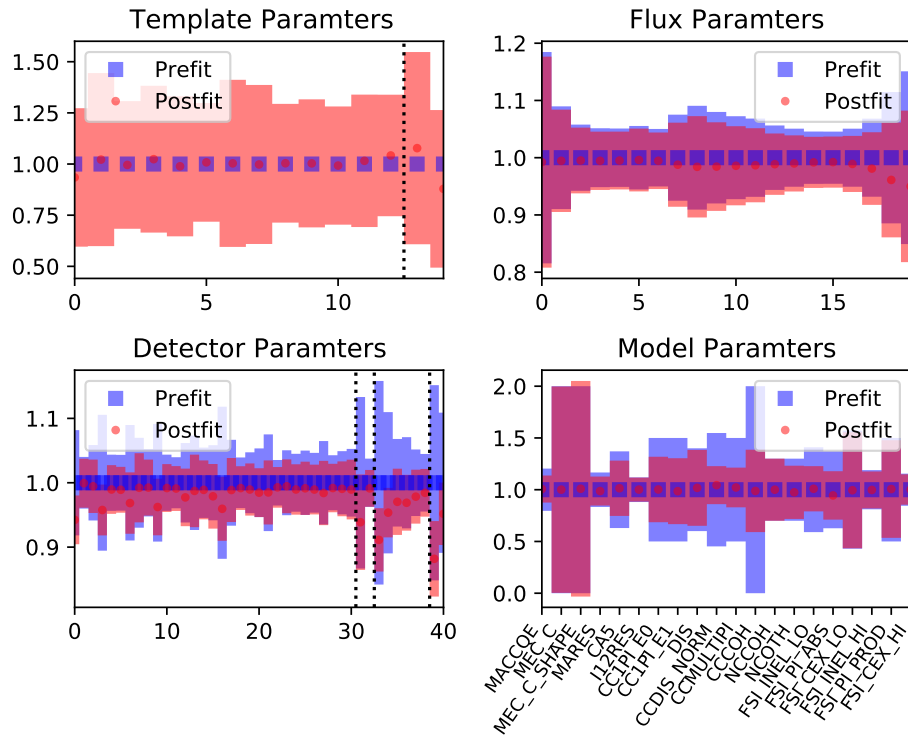 Template Paramters
1.50
1.25
1.00
0.75
0.50
Prefit
Postfit
0
5
10
Flux Paramters
1.2
1.1
1.0
0.9
0.8
Prefit
Postfit
0
5
10
15
Detector Paramters
1.1
1.0
0.9
Prefit
Postfit
0
10
20
30
40
Model Paramters
2.0
1.5
1.0
0.5
0.0
Prefit
Postfit
MACCQE
MEC_C
MEC_C_SHAPE
MARES
CA5
I12RES
CC1PI_E0
CC1PI_E1
CC_DIS
CCDIS_NORM
CCMULTIPI
CCCOH
NCCOH
NCOTH
FSI_INEL_LO
FSI_PI_ABS
FSI_CEX_LO
FSI_INEL_HI
FSI_PI_PROD
FSI_CEX_HI